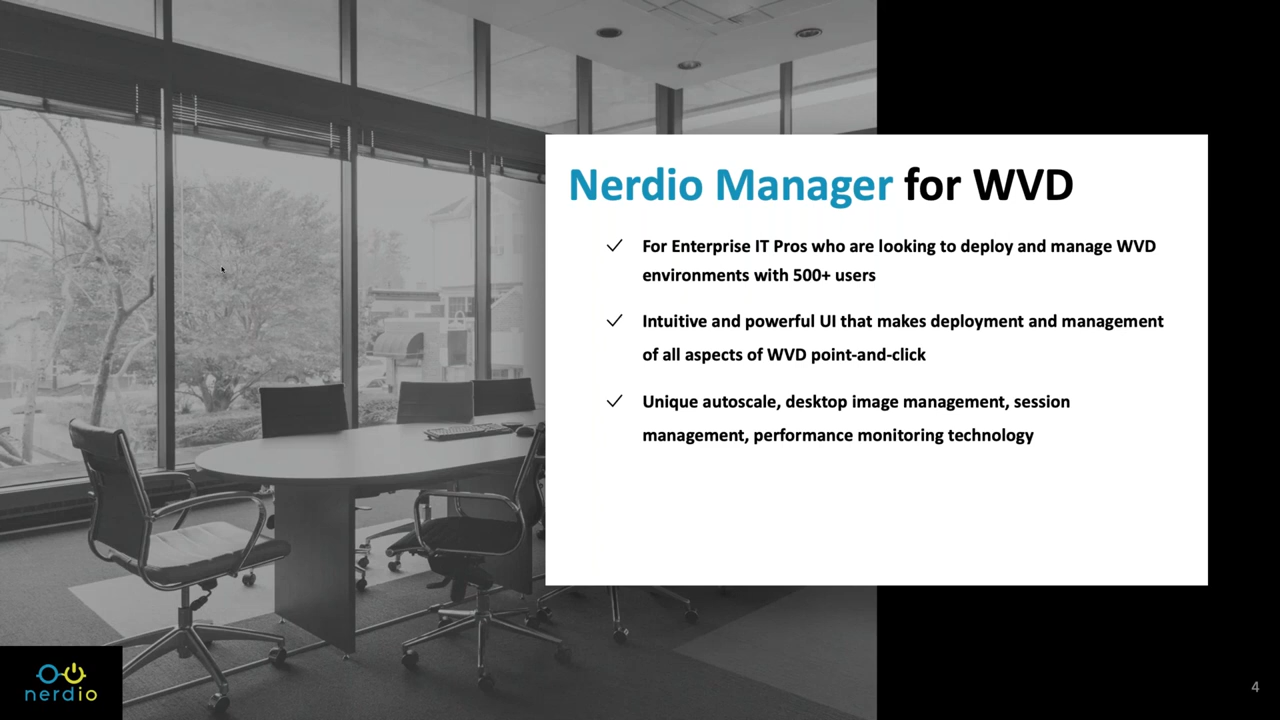 Nerdio Manager for WVD
✓ For Enterprise IT Pros who are looking to deploy and manage WVD
environments with 500+ users
✓ Intuitive and powerful UI that makes deployment and management
of all aspects of WVD point-and-click
✓ Unique autoscale, desktop image management, session
management, performance monitoring technology
nerdio
4